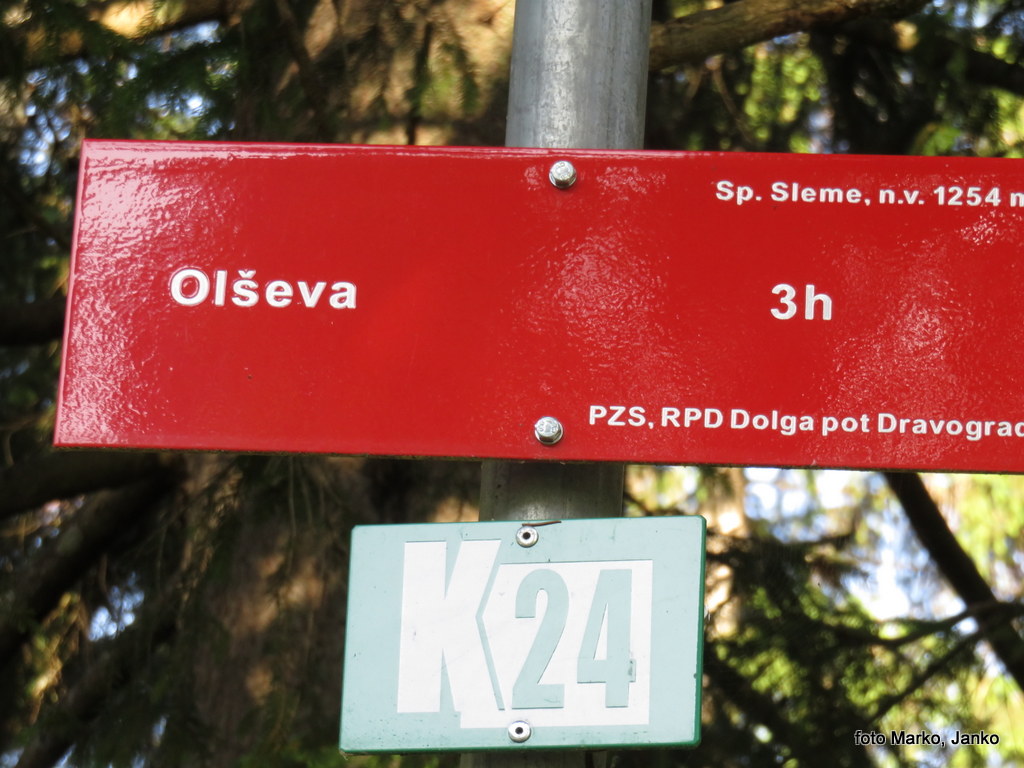 Sp. Sleme, n.v. 1254 m
Olševa 3h
PZS, RPD Dolga pot Dravograd
K24
foto Marko, Janko